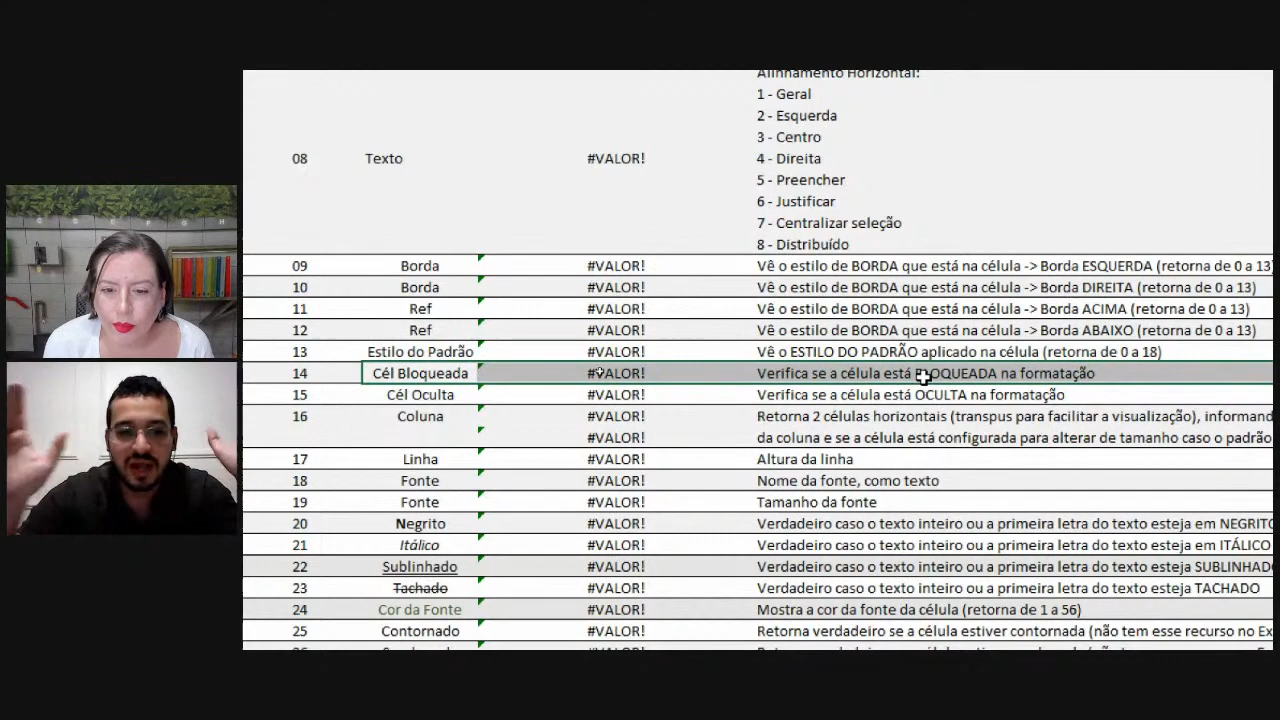 Alinhamento Horizontal:
1 - Geral
2 - Esquerda
3 - Centro
08 Texto #VALOR! 4 - Direita
5 - Preencher
6 - Justificar
7 - Centralizar seleção
8 - Distribuído
09 Borda #VALOR! Vê o estilo de BORDA que está na célula -> Borda ESQUERDA (retorna de 0 a 13)
10 Borda #VALOR! Vê o estilo de BORDA que está na célula -> Borda DIREITA (retorna de 0 a 13)
11 Ref #VALOR! Vê o estilo de BORDA que está na célula -> Borda ACIMA (retorna de 0 a 13)
12 Ref #VALOR! Vê o estilo de BORDA que está na célula -> Borda ABAIXO (retorna de 0 a 13)
13 Estilo do Padrão #VALOR! Vê o ESTILO DO PADRÃO aplicado na célula (retorna de 0 a 18)
14 Cél Bloqueada #VALOR! Verifica se a célula está BLOQUEADA na formatação
15 Cél Oculta #VALOR! Verifica se a célula está OCULTA na formatação
16 Coluna Retorna 2 células horizontais (transpus para facilitar a visualização), informand
#VALOR! da coluna e se a célula está configurada para alterar de tamanho caso o padrão
17 Linha #VALOR! Altura da linha
18 Fonte #VALOR! Nome da fonte, como texto
19 Fonte #VALOR! Tamanho da fonte
20 Negrito #VALOR! Verdadeiro caso o texto inteiro ou a primeira letra do texto esteja em NEGRITO
21 Itálico #VALOR! Verdadeiro caso o texto inteiro ou a primeira letra do texto esteja em ITÁLICO
22 Sublinhado #VALOR! Verdadeiro caso o texto inteiro ou a primeira letra do texto esteja SUBLINHADO
23 Tachado #VALOR! Verdadeiro caso o texto inteiro ou a primeira letra do texto esteja TACHADO
24 Cor da Fonte #VALOR! Mostra a cor da fonte da célula (retorna de 1 a 56)
25 Contornado #VALOR! Retorna verdadeiro se a célula estiver contornada (não tem esse recurso no Ex